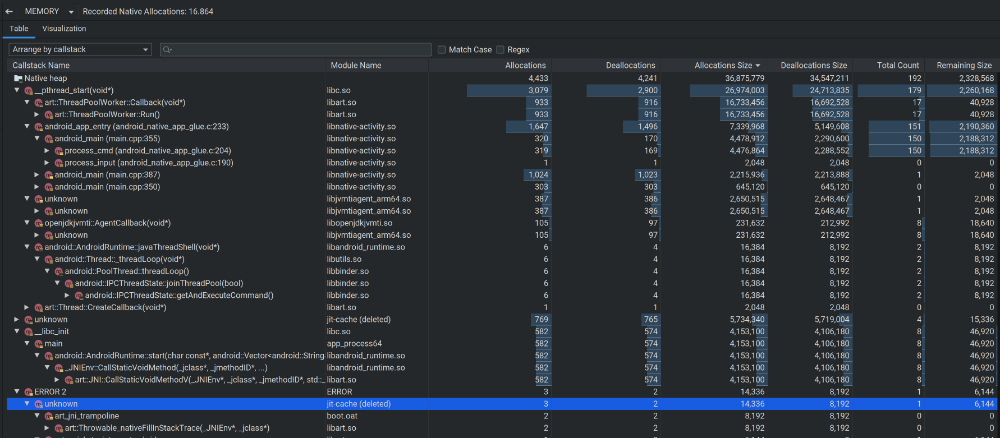 MEMORY Recorded Native Allocations: 16.864
Table Visualization
Arrange by callstack Match Case Regex
Callstack Name Module Name Allocations Deallocations Allocations Size Deallocations Size Total Count Remaining Size
Native heap 4,433 4,241 36,875,779 34,547,211 192 2,328,568
__pthread_start(void*) libc.so 3,079 2,900 26,974,003 24,713,835 179 2,260,168
art::ThreadPoolWorker::Callback(void*) libart.so 933 916 16,733,456 16,692,528 17 40,928
art::ThreadPoolWorker::Run() libart.so 933 916 16,733,456 16,692,528 17 40,928
android_app_entry (android_native_app_glue.c:233) libnative-activity.so 1,647 1,496 7,339,968 5,149,608 151 2,190,360
android_main (main.cpp:355) libnative-activity.so 320 170 4,478,912 2,290,600 150 2,188,312
process_cmd (android_native_app_glue.c:204) libnative-activity.so 319 169 4,476,864 2,288,552 150 2,188,312
process_input (android_native_app_glue.c:190) libnative-activity.so 1 1 2,048 2,048 0 0
android_main (main.cpp:387) libnative-activity.so 1,024 1,023 2,215,936 2,213,888 1 2,048
android_main (main.cpp:350) libnative-activity.so 303 303 645,120 645,120 0 0
unknown libjvmtiagent_arm64.so 387 386 2,650,515 2,648,467 1 2,048
unknown libjvmtiagent_arm64.so 387 386 2,650,515 2,648,467 1 2,048
openjdkjvmti::AgentCallback(void*) libopenjdkjvmti.so 105 97 231,632 212,992 8 18,640
unknown libjvmtiagent_arm64.so 105 97 231,632 212,992 8 18,640
android::AndroidRuntime::javaThreadShell(void*) libandroid_runtime.so 6 4 16,384 8,192 2 8,192
android::Thread::_threadLoop(void*) libutils.so 6 4 16,384 8,192 2 8,192
android::PoolThread::threadLoop() libbinder.so 6 4 16,384 8,192 2 8,192
android::IPCThreadState::joinThreadPool(bool) libbinder.so 6 4 16,384 8,192 2 8,192
android::IPCThreadState::getAndExecuteCommand() libbinder.so 6 4 16,384 8,192 2 8,192
art::Thread::CreateCallback(void*) libart.so 1 1 2,048 2,048 0 0
unknown jit-cache (deleted) 769 765 5,734,340 5,719,004 4 15,336
__libc_init libc.so 582 574 4,153,100 4,106,180 8 46,920
main app_process64 582 574 4,153,100 4,106,180 8 46,920
android::AndroidRuntime::start(char const*, android::Vector<android::String libandroid_runtime.so 582 574 4,153,100 4,106,180 8 46,920
_JNIEnv::CallStaticVoidMethod(_jclass*, _jmethodID*, ...) libandroid_runtime.so 582 574 4,153,100 4,106,180 8 46,920
art::JNI::CallStaticVoidMethodV(_JNIEnv*, _jclass*, _jmethodID*, std::_ libart.so 582 574 4,153,100 4,106,180 8 46,920
ERROR 2 ERROR 3 2 14,336 8,192 1 6,144
unknown jit-cache (deleted) 3 2 14,336 8,192 1 6,144
art_jni_trampoline boot.oat 2 2 8,192 8,192 0 0
art::Throwable_nativeFillInStackTrace(_JNIEnv*, _jclass*) libart.so 2 2 8,192 8,192 0 0